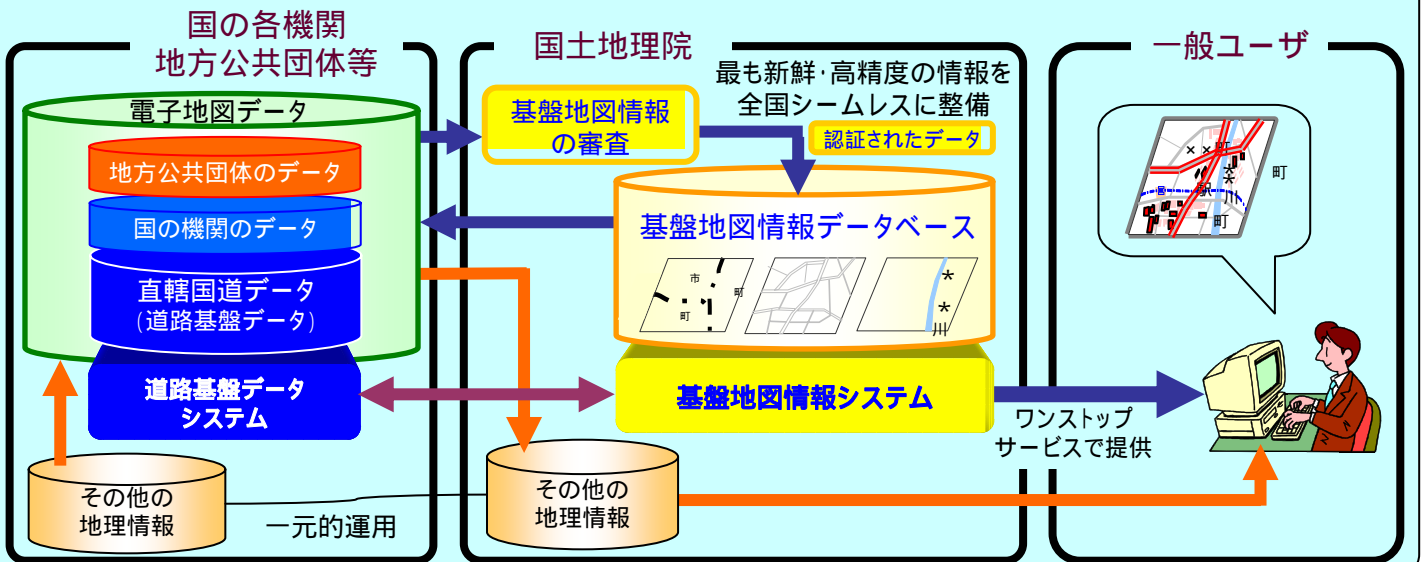 国の各機関
地方公共団体等
電子地図データ
地方公共団体のデータ
国の機関のデータ
直轄国道データ
(道路基盤データ)
道路基盤データ
システム
その他の
地理情報
一元的運用
国土地理院
最も新鮮・高精度の情報を
全国シームレスに整備
基盤地図情報
の審査
認証されたデータ
基盤地図情報データベース
市
町
町
川
基盤地図情報システム
その他の
地理情報
ワンストップ
サービスで提供
一般ユーザ
町
町
駅
川
町